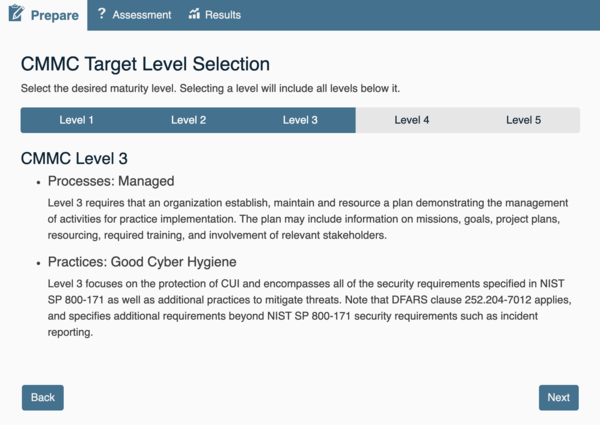 Prepare
? Assessment
Results
CMMC Target Level Selection
Select the desired maturity level. Selecting a level will include all levels below it.
Level 1 Level 2 Level 3 Level 4 Level 5
CMMC Level 3
• Processes: Managed
Level 3 requires that an organization establish, maintain and resource a plan demonstrating the management
of activities for practice implementation. The plan may include information on missions, goals, project plans,
resourcing, required training, and involvement of relevant stakeholders.
• Practices: Good Cyber Hygiene
Level 3 focuses on the protection of CUI and encompasses all of the security requirements specified in NIST
SP 800-171 as well as additional practices to mitigate threats. Note that DFARS clause 252.204-7012 applies,
and specifies additional requirements beyond NIST SP 800-171 security requirements such as incident
reporting.
Back
Next